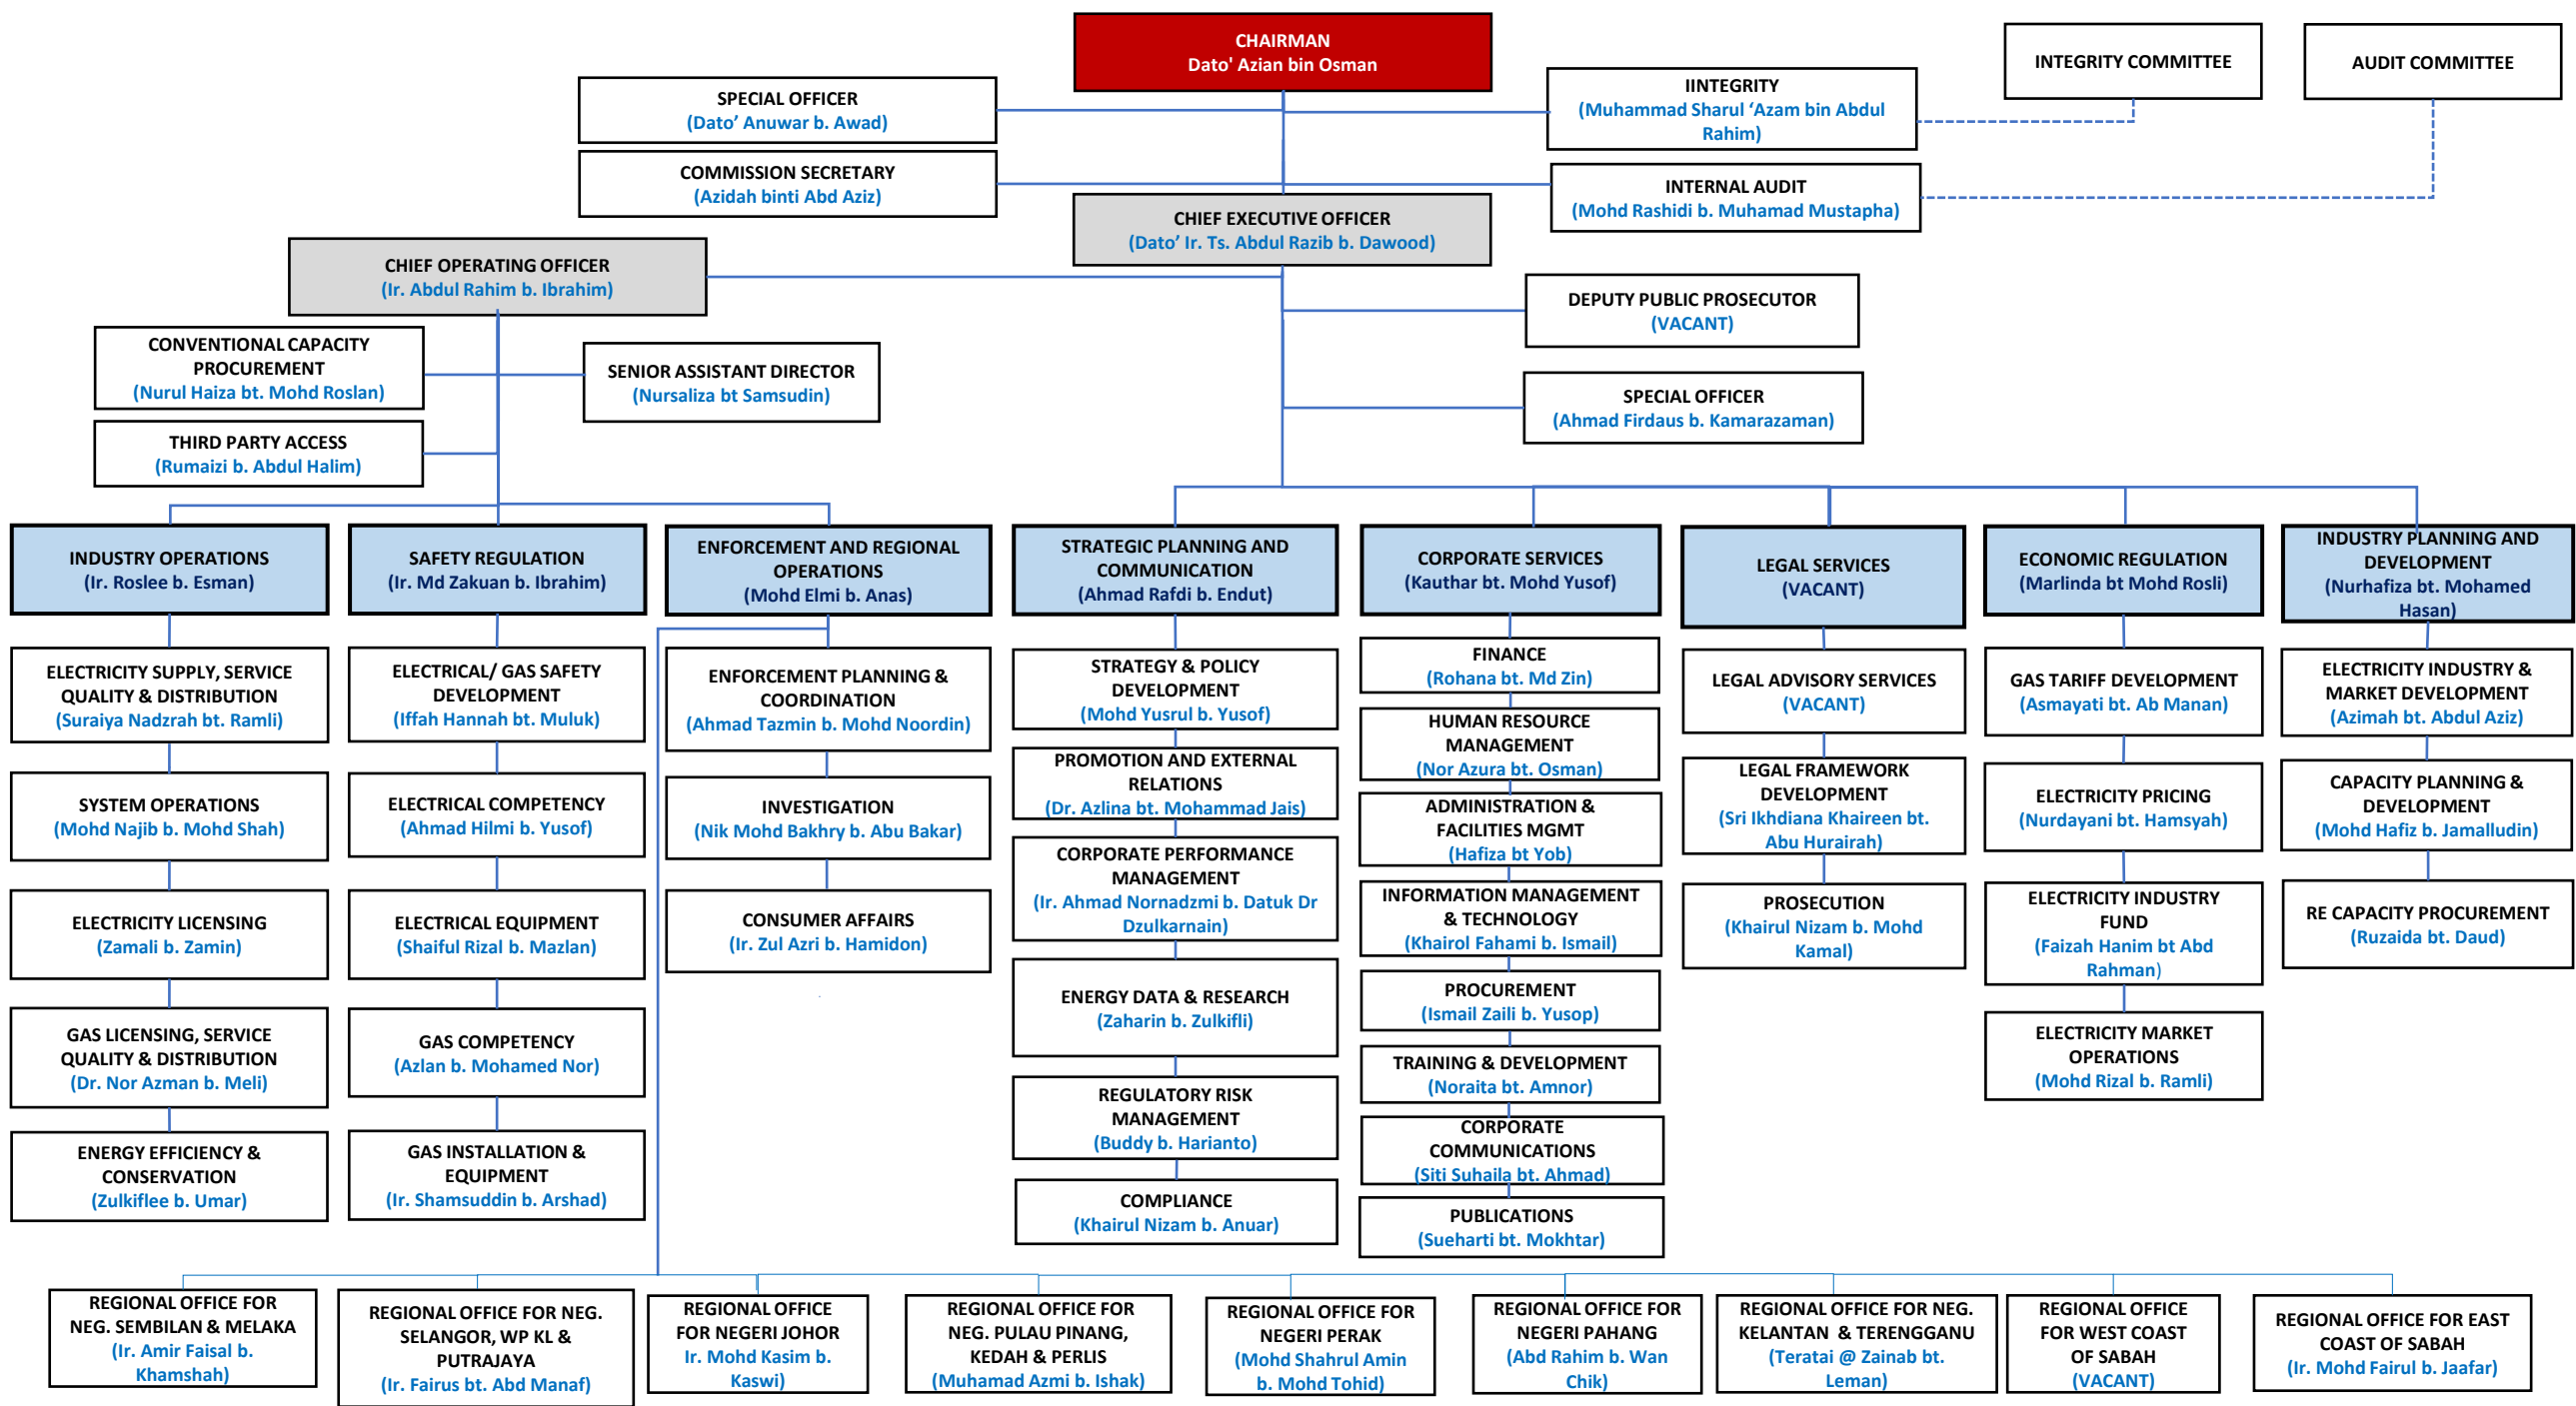 CHAIRMAN
Dato' Azian bin Osman
INTEGRITY COMMITTEE
AUDIT COMMITTEE
SPECIAL OFFICER
(Dato’ Anuwar b. Awad)
IINTEGRITY
(Muhammad Sharul ‘Azam bin Abdul
Rahim)
COMMISSION SECRETARY
(Azidah binti Abd Aziz)
INTERNAL AUDIT
(Mohd Rashidi b. Muhamad Mustapha)
CHIEF EXECUTIVE OFFICER
(Dato’ Ir. Ts. Abdul Razib b. Dawood)
CHIEF OPERATING OFFICER
(Ir. Abdul Rahim b. Ibrahim)
DEPUTY PUBLIC PROSECUTOR
(VACANT)
CONVENTIONAL CAPACITY
PROCUREMENT
(Nurul Haiza bt. Mohd Roslan)
SENIOR ASSISTANT DIRECTOR
(Nursaliza bt Samsudin)
SPECIAL OFFICER
(Ahmad Firdaus b. Kamarazaman)
THIRD PARTY ACCESS
(Rumaizi b. Abdul Halim)
INDUSTRY OPERATIONS
(Ir. Roslee b. Esman)
SAFETY REGULATION
(Ir. Md Zakuan b. Ibrahim)
ENFORCEMENT AND REGIONAL
OPERATIONS
(Mohd Elmi b. Anas)
STRATEGIC PLANNING AND
COMMUNICATION
(Ahmad Rafdi b. Endut)
CORPORATE SERVICES
(Kauthar bt. Mohd Yusof)
LEGAL SERVICES
(VACANT)
ECONOMIC REGULATION
(Marlinda bt Mohd Rosli)
INDUSTRY PLANNING AND
DEVELOPMENT
(Nurhafiza bt. Mohamed
Hasan)
ELECTRICITY SUPPLY, SERVICE
QUALITY & DISTRIBUTION
(Suraiya Nadzrah bt. Ramli)
SYSTEM OPERATIONS
(Mohd Najib b. Mohd Shah)
ELECTRICITY LICENSING
(Zamali b. Zamin)
GAS LICENSING, SERVICE
QUALITY & DISTRIBUTION
(Dr. Nor Azman b. Meli)
ENERGY EFFICIENCY &
CONSERVATION
(Zulkiflee b. Umar)
ELECTRICAL/ GAS SAFETY
DEVELOPMENT
(Iffah Hannah bt. Muluk)
ELECTRICAL COMPETENCY
(Ahmad Hilmi b. Yusof)
ELECTRICAL EQUIPMENT
(Shaiful Rizal b. Mazlan)
GAS COMPETENCY
(Azlan b. Mohamed Nor)
GAS INSTALLATION &
EQUIPMENT
(Ir. Shamsuddin b. Arshad)
ENFORCEMENT PLANNING &
COORDINATION
(Ahmad Tazmin b. Mohd Noordin)
INVESTIGATION
(Nik Mohd Bakhry b. Abu Bakar)
CONSUMER AFFAIRS
(Ir. Zul Azri b. Hamidon)
STRATEGY & POLICY
DEVELOPMENT
(Mohd Yusrul b. Yusof)
PROMOTION AND EXTERNAL
RELATIONS
(Dr. Azlina bt. Mohammad Jais)
CORPORATE PERFORMANCE
MANAGEMENT
(Ir. Ahmad Nornadzmi b. Datuk Dr
Dzulkarnain)
ENERGY DATA & RESEARCH
(Zaharin b. Zulkifli)
REGULATORY RISK
MANAGEMENT
(Buddy b. Harianto)
COMPLIANCE
(Khairul Nizam b. Anuar)
FINANCE
(Rohana bt. Md Zin)
HUMAN RESOURCE
MANAGEMENT
(Nor Azura bt. Osman)
ADMINISTRATION &
FACILITIES MGMT
(Hafiza bt Yob)
INFORMATION MANAGEMENT
& TECHNOLOGY
(Khairol Fahami b. Ismail)
PROCUREMENT
(Ismail Zaili b. Yusop)
TRAINING & DEVELOPMENT
(Noraita bt. Amnor)
CORPORATE
COMMUNICATIONS
(Siti Suhaila bt. Ahmad)
PUBLICATIONS
(Sueharti bt. Mokhtar)
LEGAL ADVISORY SERVICES
(VACANT)
LEGAL FRAMEWORK
DEVELOPMENT
(Sri Ikhdiana Khaireen bt.
Abu Hurairah)
PROSECUTION
(Khairul Nizam b. Mohd
Kamal)
GAS TARIFF DEVELOPMENT
(Asmayati bt. Ab Manan)
ELECTRICITY PRICING
(Nurdayani bt. Hamsyah)
ELECTRICITY INDUSTRY
FUND
(Faizah Hanim bt Abd
Rahman)
ELECTRICITY MARKET
OPERATIONS
(Mohd Rizal b. Ramli)
ELECTRICITY INDUSTRY &
MARKET DEVELOPMENT
(Azimah bt. Abdul Aziz)
CAPACITY PLANNING &
DEVELOPMENT
(Mohd Hafiz b. Jamalludin)
RE CAPACITY PROCUREMENT
(Ruzaida bt. Daud)
REGIONAL OFFICE FOR
NEG. SEMBILAN & MELAKA
(Ir. Amir Faisal b.
Khamshah)
REGIONAL OFFICE FOR NEG.
SELANGOR, WP KL &
PUTRAJAYA
(Ir. Fairus bt. Abd Manaf)
REGIONAL OFFICE
FOR NEGERI JOHOR
Ir. Mohd Kasim b.
Kaswi)
REGIONAL OFFICE FOR
NEG. PULAU PINANG,
KEDAH & PERLIS
(Muhamad Azmi b. Ishak)
REGIONAL OFFICE FOR
NEGERI PERAK
(Mohd Shahrul Amin
b. Mohd Tohid)
REGIONAL OFFICE FOR
NEGERI PAHANG
(Abd Rahim b. Wan
Chik)
REGIONAL OFFICE FOR NEG.
KELANTAN & TERENGGANU
(Teratai @ Zainab bt.
Leman)
REGIONAL OFFICE
FOR WEST COAST
OF SABAH
(VACANT)
REGIONAL OFFICE FOR EAST
COAST OF SABAH
(Ir. Mohd Fairul b. Jaafar)